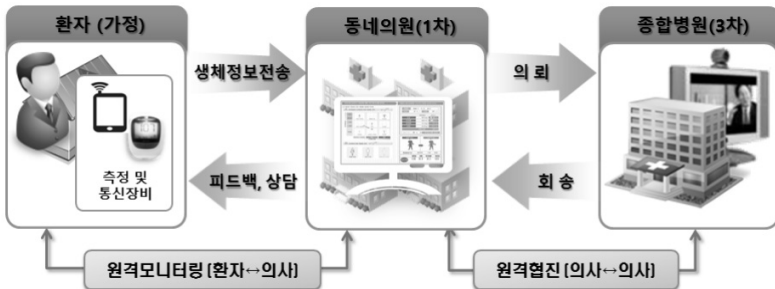 환자 (가정)
동네의원(1차)
종합병원(3차)
생체정보전송
의 뢰
측정 및
통신장비
피드백, 상담
회 송
원격모니터링 (환자↔의사)
원격협진 (의사↔의사)